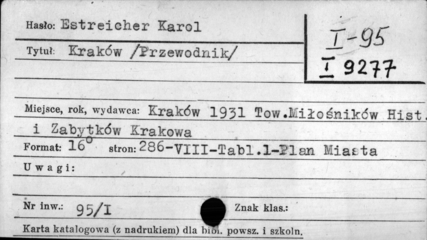 Hasło: Estreicher Karol
I-95
Tytuł: Kraków /Przewodnik/
I 9277
Miejsce, rok, wydawca: Kraków 1931 Tow.Miłośników Hist.
i Zabytków Krakowa
Format: 16° stron: 286-VIII-Tabl.1-Plan Miasta
Uwagi:
Nr inw.: 95/I Znak klas.:
Karta katalogowa (z nadrukiem) dla bibl. powsz. i szkoln.